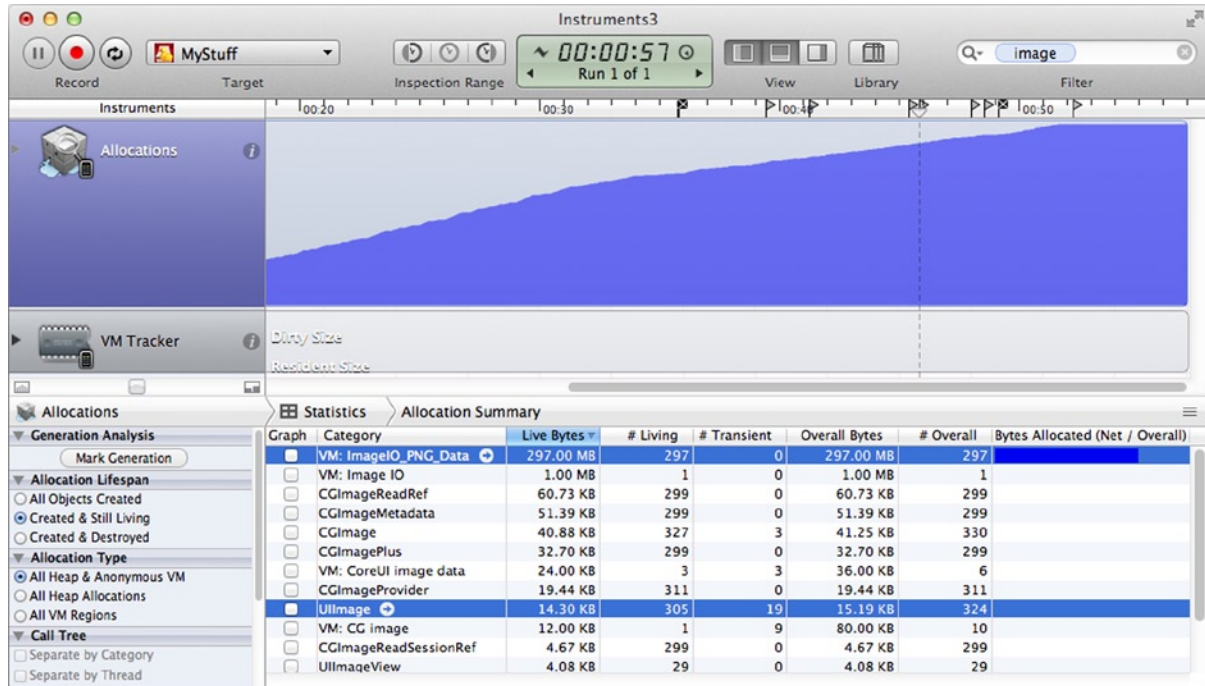 Instruments3
MyStuff
00:00:57
Run 1 of 1
image
Record
Target
Inspection Range
View
Library
Filter
Instruments
00:20
00:30
00:40
00:50
Allocations
VM Tracker
Dirty Size
Resident Size
Allocations
Statistics
Allocation Summary
Generation Analysis
Mark Generation
Allocation Lifespan
All Objects Created
Created & Still Living
Created & Destroyed
Allocation Type
All Heap & Anonymous VM
All Heap Allocations
All VM Regions
Call Tree
Separate by Category
Separate by Thread
Graph Category Live Bytes # Living # Transient Overall Bytes # Overall Bytes Allocated (Net / Overall)
VM: ImageIO_PNG_Data 297.00 MB 297 0 297.00 MB 297
VM: Image IO 1.00 MB 1 0 1.00 MB 1
CGImageReadRef 60.73 KB 299 0 60.73 KB 299
CGImageMetadata 51.39 KB 299 0 51.39 KB 299
CGImage 40.88 KB 327 3 41.25 KB 330
CGImagePlus 32.70 KB 299 0 32.70 KB 299
VM: CoreUI image data 24.00 KB 3 3 36.00 KB 6
CGImageProvider 19.44 KB 311 0 19.44 KB 311
UIImage 14.30 KB 305 19 15.19 KB 324
VM: CG image 12.00 KB 1 9 80.00 KB 10
CGImageReadSessionRef 4.67 KB 299 0 4.67 KB 299
UIImageView 4.08 KB 29 0 4.08 KB 29